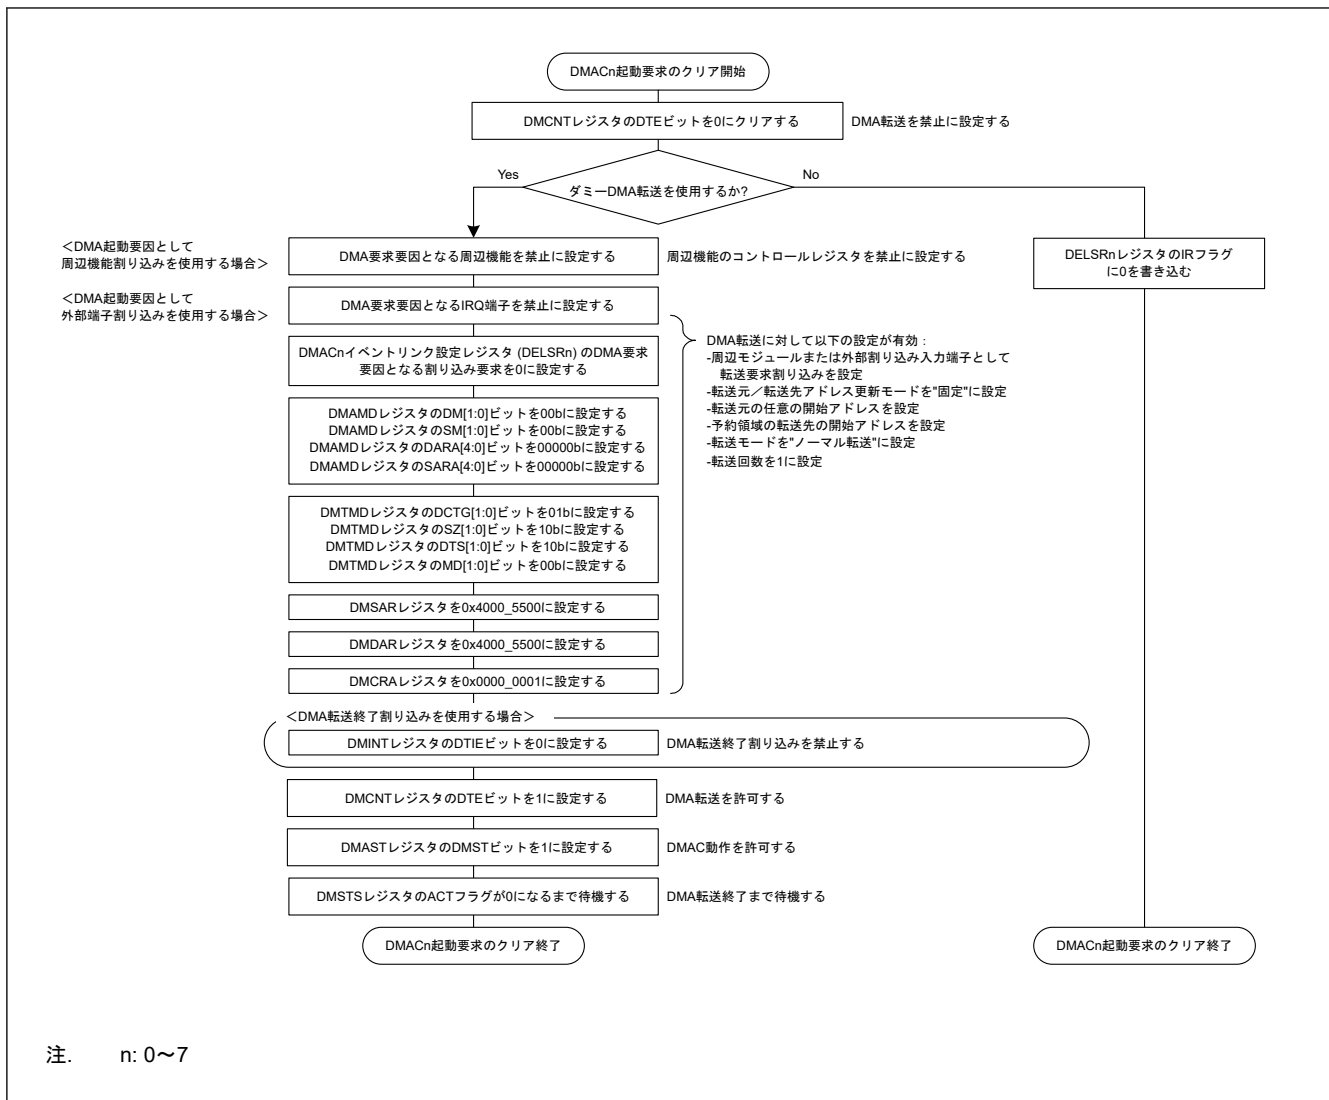 DMACn起動要求のクリア開始
DMCNTレジスタのDTEビットを0にクリアする
DMA転送を禁止に設定する
ダミーDMA転送を使用するか?
Yes
No
＜DMA起動要因として
周辺機能割り込みを使用する場合＞
DMA要求要因となる周辺機能を禁止に設定する
周辺機能のコントロールレジスタを禁止に設定する
DELSRnレジスタのIRフラグ
に0を書き込む
＜DMA起動要因として
外部端子割り込みを使用する場合＞
DMA要求要因となるIRQ端子を禁止に設定する
DMACnイベントリンク設定レジスタ (DELSRn) のDMA要求
要因となる割り込み要求を0に設定する
DMA転送に対して以下の設定が有効：
-周辺モジュールまたは外部割り込み入力端子として
転送要求割り込みを設定
-転送元／転送先アドレス更新モードを"固定"に設定
-転送元の任意の開始アドレスを設定
-予約領域の転送先の開始アドレスを設定
-転送モードを"ノーマル転送"に設定
-転送回数を1に設定
DMAMDレジスタのDM[1:0]ビットを00bに設定する
DMAMDレジスタのSM[1:0]ビットを00bに設定する
DMAMDレジスタのDARA[4:0]ビットを00000bに設定する
DMAMDレジスタのSARA[4:0]ビットを00000bに設定する
DMTMDレジスタのDCTG[1:0]ビットを01bに設定する
DMTMDレジスタのSZ[1:0]ビットを10bに設定する
DMTMDレジスタのDTS[1:0]ビットを10bに設定する
DMTMDレジスタのMD[1:0]ビットを00bに設定する
DMSARレジスタを0x4000_5500に設定する
DMDARレジスタを0x4000_5500に設定する
DMCRAレジスタを0x0000_0001に設定する
＜DMA転送終了割り込みを使用する場合＞
DMINTレジスタのDTIEビットを0に設定する
DMA転送終了割り込みを禁止する
DMCNTレジスタのDTEビットを1に設定する
DMA転送を許可する
DMASTレジスタのDMSTビットを1に設定する
DMAC動作を許可する
DMSTSレジスタのACTフラグが0になるまで待機する
DMA転送終了まで待機する
DMACn起動要求のクリア終了
DMACn起動要求のクリア終了
注. n: 0～7